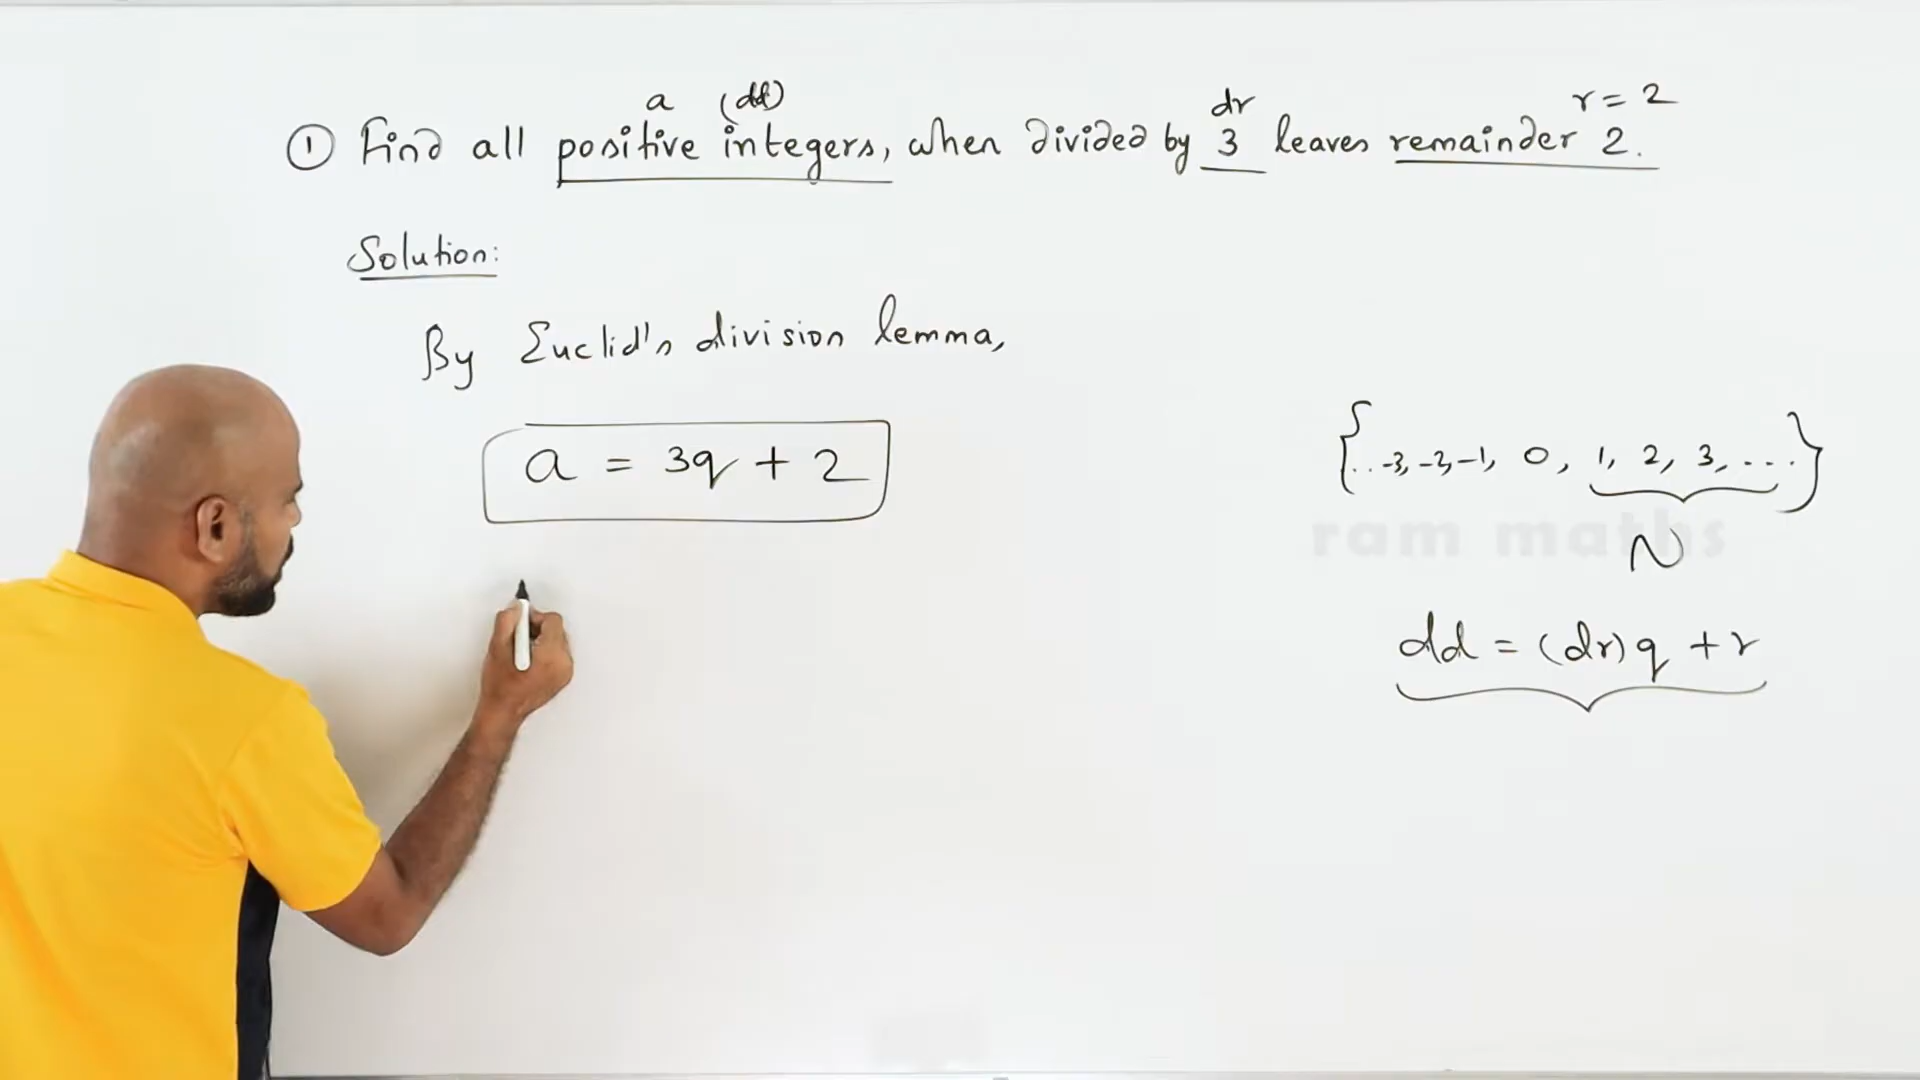 a (dd) dr r = 2
① Find all positive integers, when divided by 3 leaves remainder 2.
Solution:
By Euclid's division lemma,
a = 3q + 2
{...-3, -2, -1, 0, 1, 2, 3, ...}
ram maths
N
dd = (dr)q + r